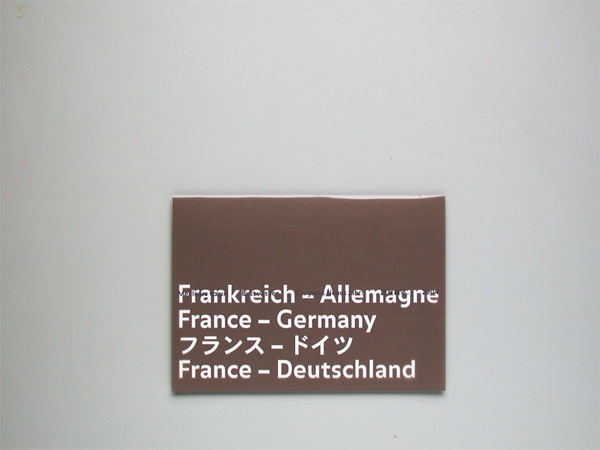 Frankreich – Allemagne
France – Germany
フランス – ドイツ
France – Deutschland